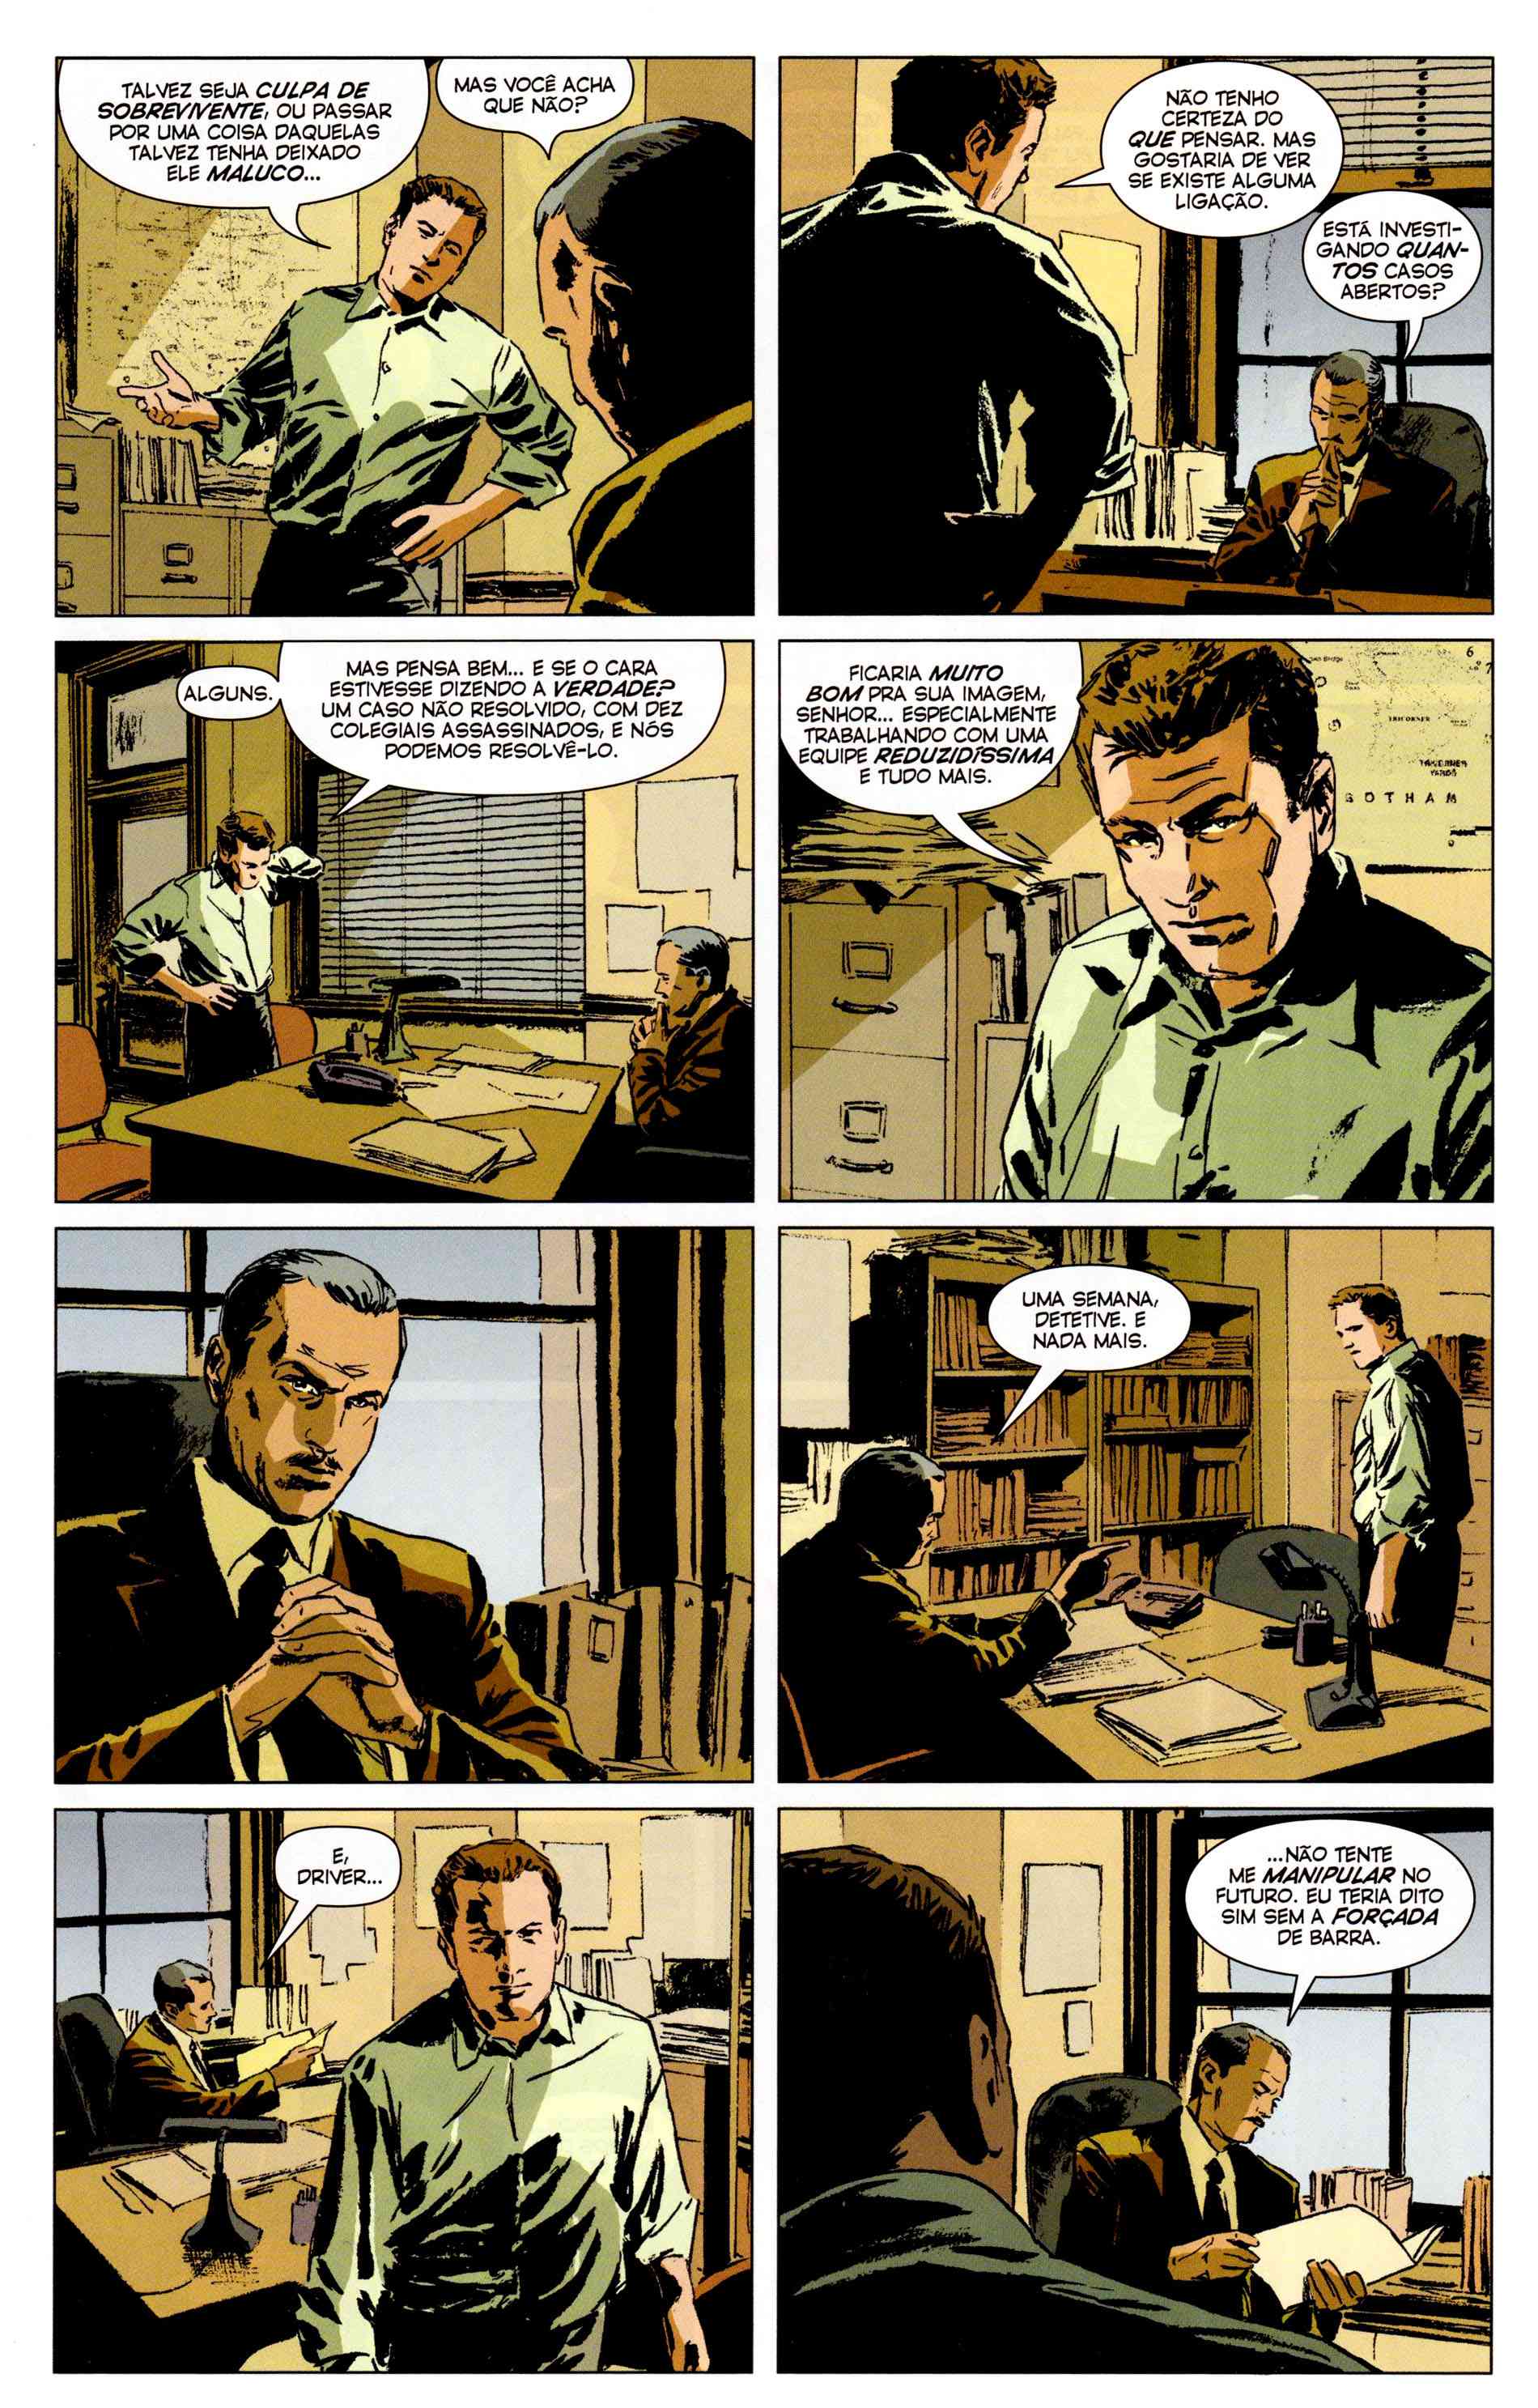 TALVEZ SEJA CULPA DE
SOBREVIVENTE, OU PASSAR
POR UMA COISA DAQUELAS
TALVEZ TENHA DEIXADO
ELE MALUCO...
MAS VOCÊ ACHA
QUE NÃO?
NÃO TENHO
CERTEZA DO
QUE PENSAR. MAS
GOSTARIA DE VER
SE EXISTE ALGUMA
LIGAÇÃO.
ESTÁ INVESTI-
GANDO QUAN-
TOS CASOS
ABERTOS?
ALGUNS.
MAS PENSA BEM... E SE O CARA
ESTIVESSE DIZENDO A VERDADE?
UM CASO NÃO RESOLVIDO, COM DEZ
COLEGIAIS ASSASSINADOS, E NÓS
PODEMOS RESOLVÊ-LO.
FICARIA MUITO
BOM PRA SUA IMAGEM,
SENHOR... ESPECIALMENTE
TRABALHANDO COM UMA
EQUIPE REDUZIDÍSSIMA
E TUDO MAIS.
6
7
GOTHAM
UMA SEMANA,
DETETIVE. E
NADA MAIS.
E,
DRIVER...
...NÃO TENTE
ME MANIPULAR NO
FUTURO. EU TERIA DITO
SIM SEM A FORÇADA
DE BARRA.